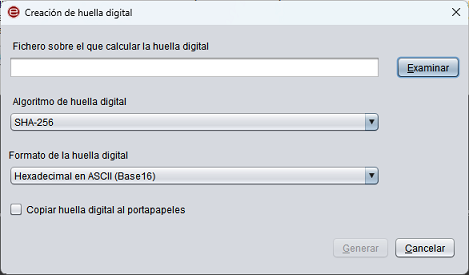 Creación de huella digital
Fichero sobre el que calcular la huella digital
Examinar
Algoritmo de huella digital
SHA-256
Formato de la huella digital
Hexadecimal en ASCII (Base16)
Copiar huella digital al portapapeles
Generar
Cancelar